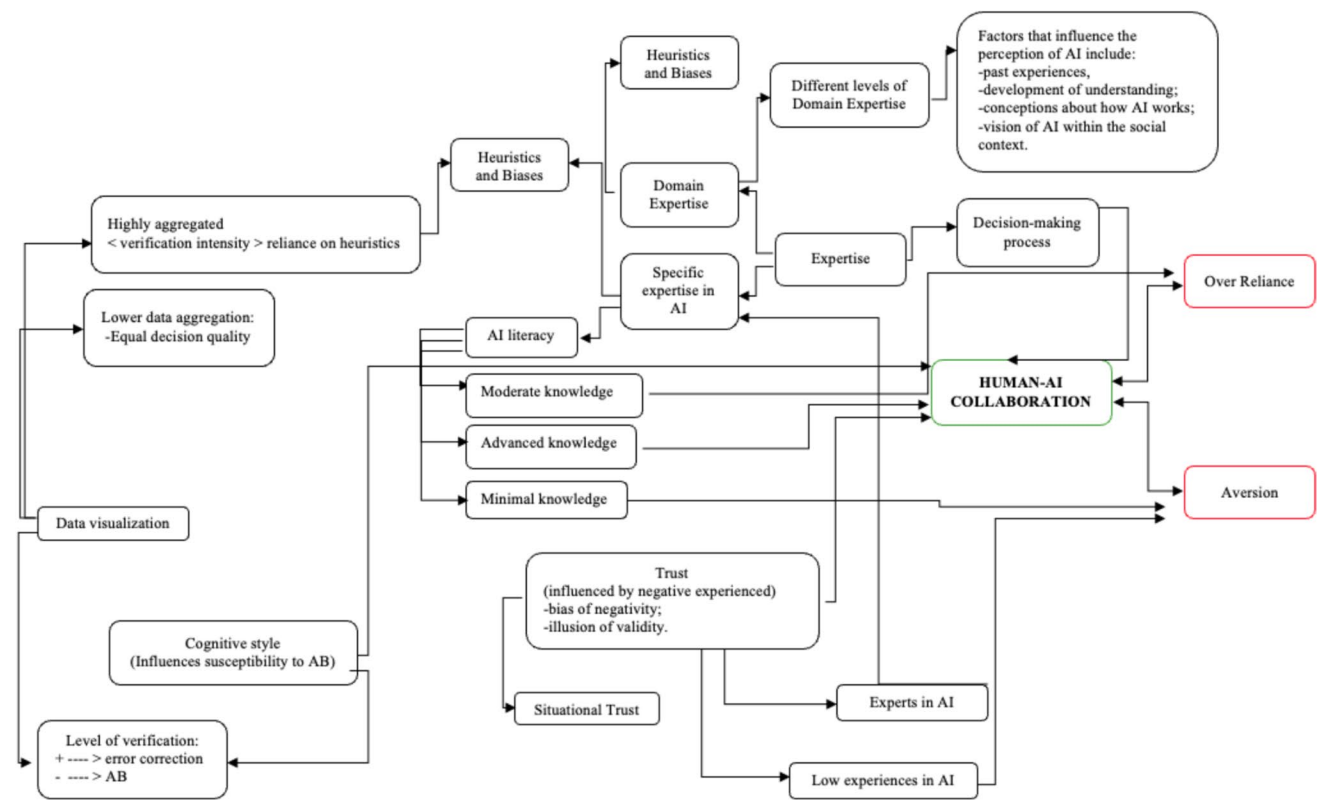 Factors that influence the
perception of AI include:
-past experiences,
-development of understanding;
-conceptions about how AI works;
-vision of AI within the social
context.
Heuristics
and Biases
Different levels of
Domain Expertise
Heuristics
and Biases
Domain
Expertise
Highly aggregated
< verification intensity > reliance on heuristics
Decision-making
process
Expertise
Specific
expertise in
AI
Over Reliance
Lower data aggregation:
-Equal decision quality
AI literacy
HUMAN-AI
COLLABORATION
Moderate knowledge
Advanced knowledge
Minimal knowledge
Aversion
Data visualization
Trust
(influenced by negative experienced)
-bias of negativity;
-illusion of validity.
Cognitive style
(Influences susceptibility to AB)
Situational Trust
Experts in AI
Level of verification:
+ ---- > error correction
- ---- > AB
Low experiences in AI